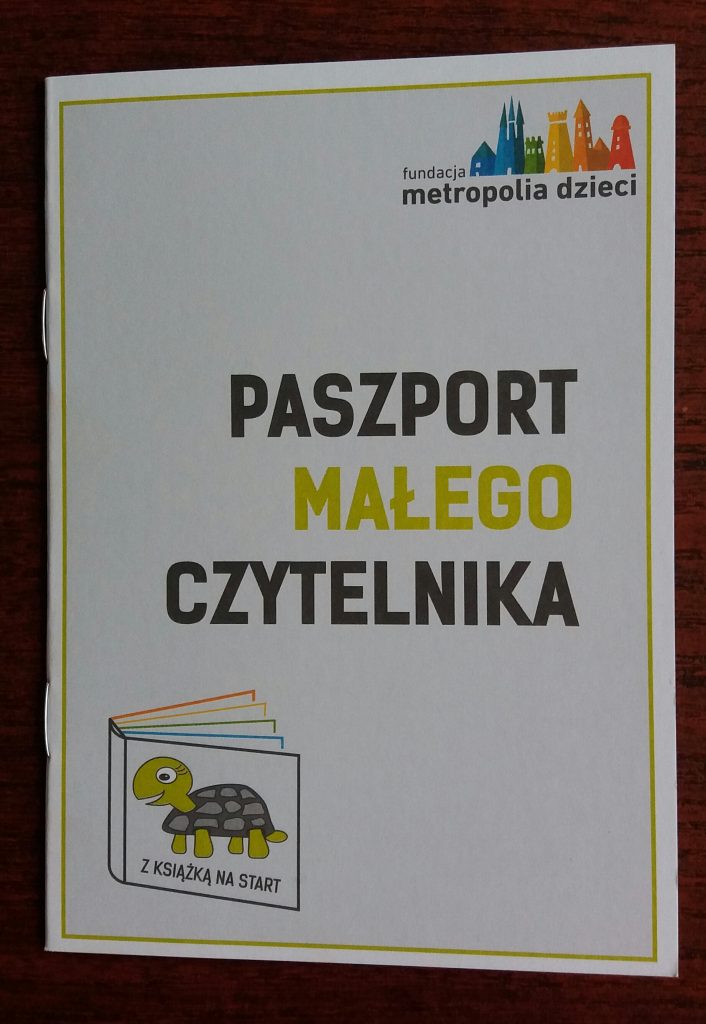 fundacja
metropolia dzieci
PASZPORT
MAŁEGO
CZYTELNIKA
Z KSIĄŻKĄ NA START